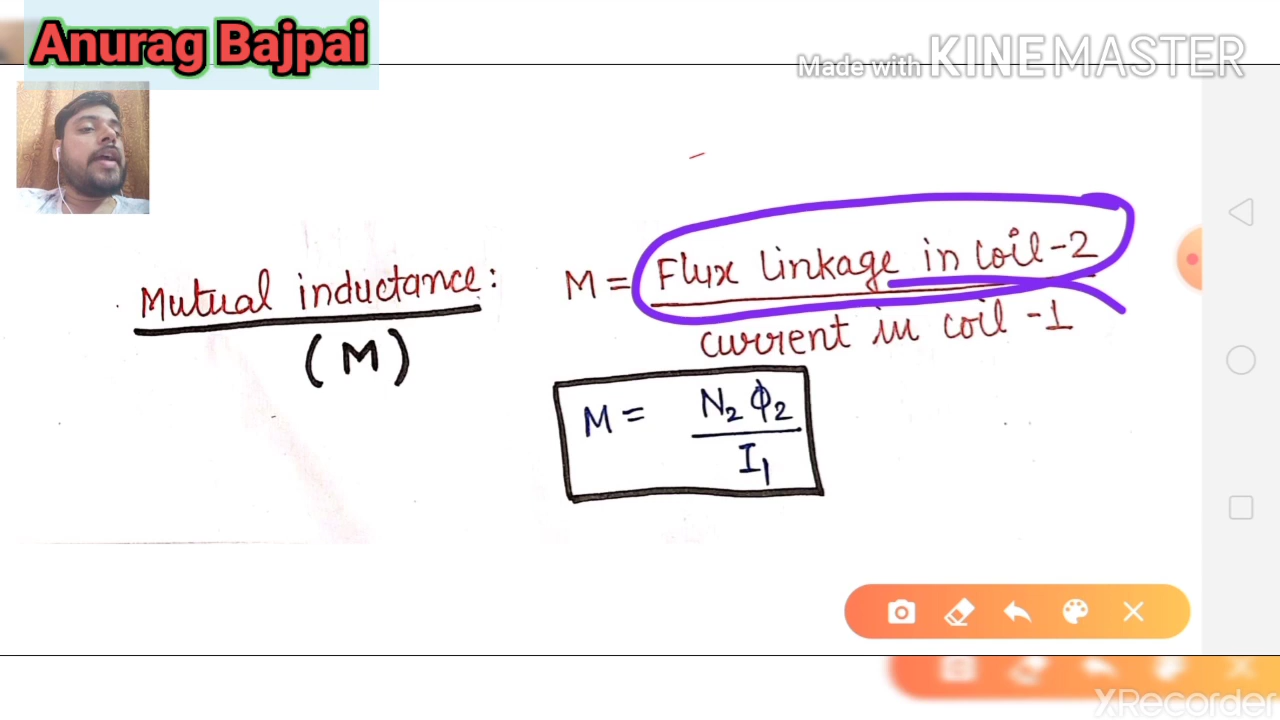 Anurag Bajpai
Made with KINEMASTER
Mutual inductance:
(M)
M = Flux linkage in coil-2
current in coil-1
M = N₂ Φ₂
I₁
XRecorder